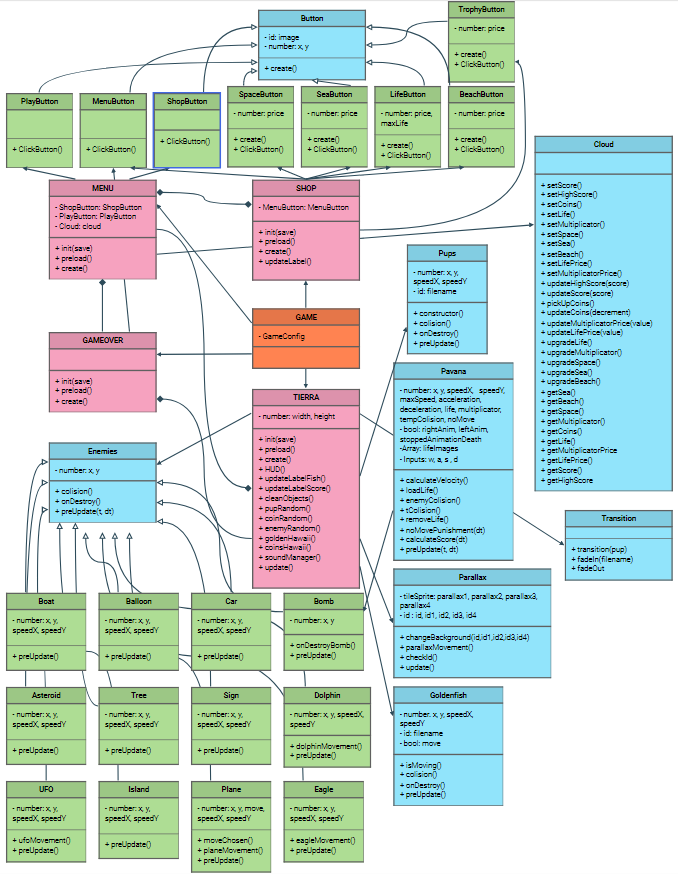 Button
- id: image
- number: x, y
+ create()
TrophyButton
- number: price
+ create()
+ ClickButton()
PlayButton
+ ClickButton()
MenuButton
+ ClickButton()
ShopButton
+ ClickButton()
SpaceButton
- number: price
+ create()
+ ClickButton()
SeaButton
- number: price
+ create()
+ ClickButton()
LifeButton
- number: price,
maxLife
+ create()
+ ClickButton()
BeachButton
- number: price
+ create()
+ ClickButton()
MENU
- ShopButton: ShopButton
- PlayButton: PlayButton
- Cloud: cloud
+ init(save)
+ preload()
+ create()
SHOP
- MenuButton: MenuButton
+ init(save)
+ preload()
+ create()
+ updateLabel()
Cloud
+ setScore()
+ setHighScore()
+ setCoins()
+ setLife()
+ setMultiplicator()
+ setSpace()
+ setSea()
+ setBeach()
+ setLifePrice()
+ setMultiplicatorPrice()
+ updateHighScore(score)
+ updateScore(score)
+ pickUpCoins()
+ updateCoins(decrement)
+ updateMultiplicatorPrice(value)
+ updateLifePrice(value)
+ upgradeLife()
+ upgradeMultiplicator()
+ upgradeSpace()
+ upgradeSea()
+ upgradeBeach()
+ getSea()
+ getBeach()
+ getSpace()
+ getMultiplicator()
+ getCoins()
+ getLife()
+ getMultiplicatorPrice
+ getLifePrice()
+ getScore()
+ getHighScore
Pups
- number: x, y,
speedX, speedY
- id: filename
+ constructor()
+ colision()
+ onDestroy()
+ preUpdate()
GAME
- GameConfig
GAMEOVER
+ init(save)
+ preload()
+ create()
TIERRA
- number: width, height
+ init(save)
+ preload()
+ create()
+ HUD()
+ updateLabelFish()
+ updateLabelScore()
+ cleanObjects()
+ pupRandom()
+ coinRandom()
+ enemyRandom()
+ goldenHawaii()
+ coinsHawaii()
+ soundManager()
+ update()
Pavana
- number: x, y, speedX, speedY,
maxSpeed, acceleration,
deceleration, life, multiplicator,
tempColision, noMove
- bool: rightAnim, leftAnim,
stoppedAnimationDeath
-Array: lifeImages
- Inputs: w, a, s , d
+ calculateVelocity()
+ loadLife()
+ enemyColision()
+ tColision()
+ removeLife()
+ noMovePunishment(dt)
+ calculateScore(dt)
+ preUpdate(t, dt)
Enemies
- number: x, y
+ colision()
+ onDestroy()
+ preUpdate(t, dt)
Transition
+ transition(pup)
+ fadeIn(filename)
+ fadeOut
Parallax
-tileSprite: parallax1, parallax2, parallax3,
parallax4
- id : id, id1, id2, id3, id4
+ changeBackground(id,id1,id2,id3,id4)
+ parallaxMovement()
+ checkId()
+ update()
Boat
- number: x, y,
speedX, speedY
+ preUpdate()
Balloon
- number: x, y,
speedX, speedY
+ preUpdate()
Car
- number: x, y,
speedX, speedY
+ preUpdate()
Bomb
- number: x, y
+ onDestroyBomb()
+ preUpdate()
Asteroid
- number: x, y,
speedX, speedY
+ preUpdate()
Tree
- number: x, y,
speedX, speedY
+ preUpdate()
Sign
- number: x, y,
speedX, speedY
+ preUpdate()
Dolphin
- number: x, y, speedX,
speedY
+ dolphinMovement()
+ preUpdate()
Goldenfish
- number: x, y, speedX,
speedY
- id: filename
- bool: move
+ isMoving()
+ colision()
+ onDestroy()
+ preUpdate()
UFO
- number: x, y,
speedX, speedY
+ ufoMovement()
+ preUpdate()
Island
- number: x, y,
speedX, speedY
+ preUpdate()
Plane
- number: x, y, move,
speedX, speedY
+ moveChosen()
+ planeMovement()
+ preUpdate()
Eagle
- number: x, y,
speedX, speedY
+ eagleMovement()
+ preUpdate()